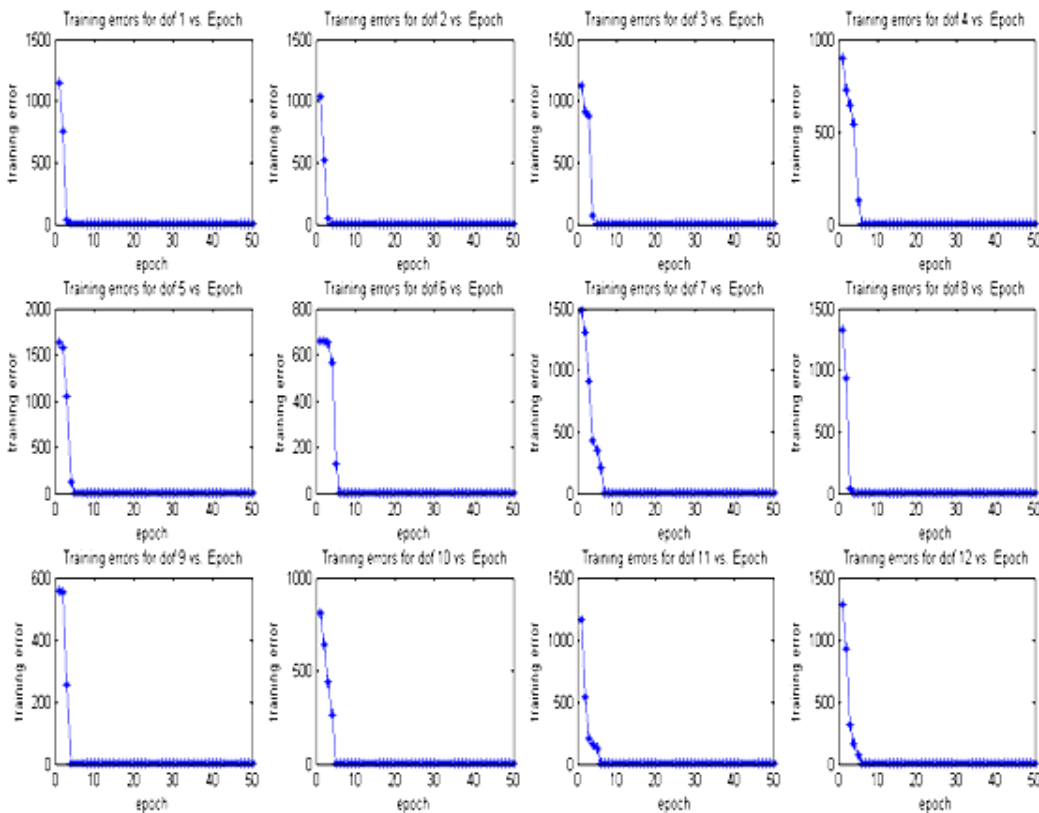 Training errors for dof 1 vs. Epoch
1500
1000
500
0
0 10 20 30 40 50
training error
epoch
Training errors for dof 2 vs. Epoch
1500
1000
500
0
0 10 20 30 40 50
training error
epoch
Training errors for dof 3 vs. Epoch
1500
1000
500
0
0 10 20 30 40 50
training error
epoch
Training errors for dof 4 vs. Epoch
1000
500
0
0 10 20 30 40 50
training error
epoch
Training errors for dof 5 vs. Epoch
2000
1500
1000
500
0
0 10 20 30 40 50
training error
epoch
Training errors for dof 6 vs. Epoch
800
600
400
200
0
0 10 20 30 40 50
training error
epoch
Training errors for dof 7 vs. Epoch
1500
1000
500
0
0 10 20 30 40 50
training error
epoch
Training errors for dof 8 vs. Epoch
1500
1000
500
0
0 10 20 30 40 50
training error
epoch
Training errors for dof 9 vs. Epoch
600
400
200
0
0 10 20 30 40 50
training error
epoch
Training errors for dof 10 vs. Epoch
1000
500
0
0 10 20 30 40 50
training error
epoch
Training errors for dof 11 vs. Epoch
1500
1000
500
0
0 10 20 30 40 50
training error
epoch
Training errors for dof 12 vs. Epoch
1500
1000
500
0
0 10 20 30 40 50
training error
epoch